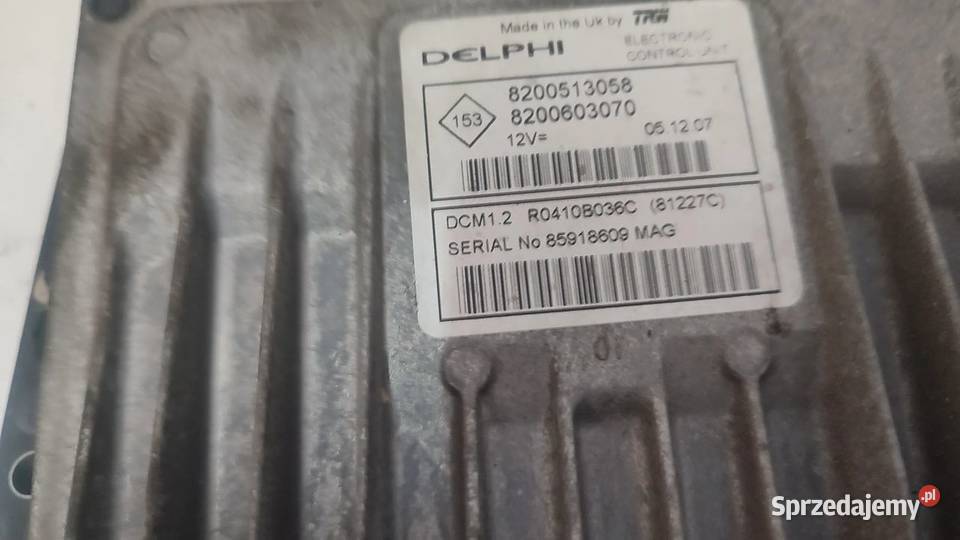 Made in the Uk by TRW
DELPHI
ELECTRONIC
CONTROL UNIT
8200513058
153
8200603070
12V=
05.12.07
DCM1.2 R0410B036C (81227C)
SERIAL No 85918609 MAG
01
Sprzedajemy.pl